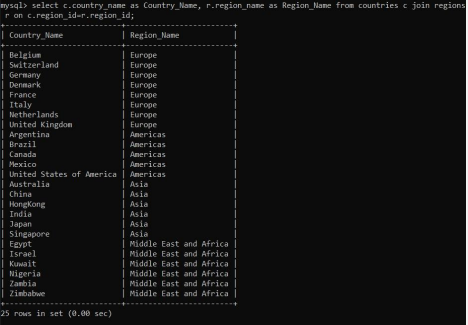 mysql> select c.country_name as Country_Name, r.region_name as Region_Name from countries c join regions
r on c.region_id=r.region_id;
+--------------------------+------------------------+
| Country_Name | Region_Name |
+--------------------------+------------------------+
| Belgium | Europe |
| Switzerland | Europe |
| Germany | Europe |
| Denmark | Europe |
| France | Europe |
| Italy | Europe |
| Netherlands | Europe |
| United Kingdom | Europe |
| Argentina | Americas |
| Brazil | Americas |
| Canada | Americas |
| Mexico | Americas |
| United States of America | Americas |
| Australia | Asia |
| China | Asia |
| HongKong | Asia |
| India | Asia |
| Japan | Asia |
| Singapore | Asia |
| Egypt | Middle East and Africa |
| Israel | Middle East and Africa |
| Kuwait | Middle East and Africa |
| Nigeria | Middle East and Africa |
| Zambia | Middle East and Africa |
| Zimbabwe | Middle East and Africa |
+--------------------------+------------------------+
25 rows in set (0.00 sec)